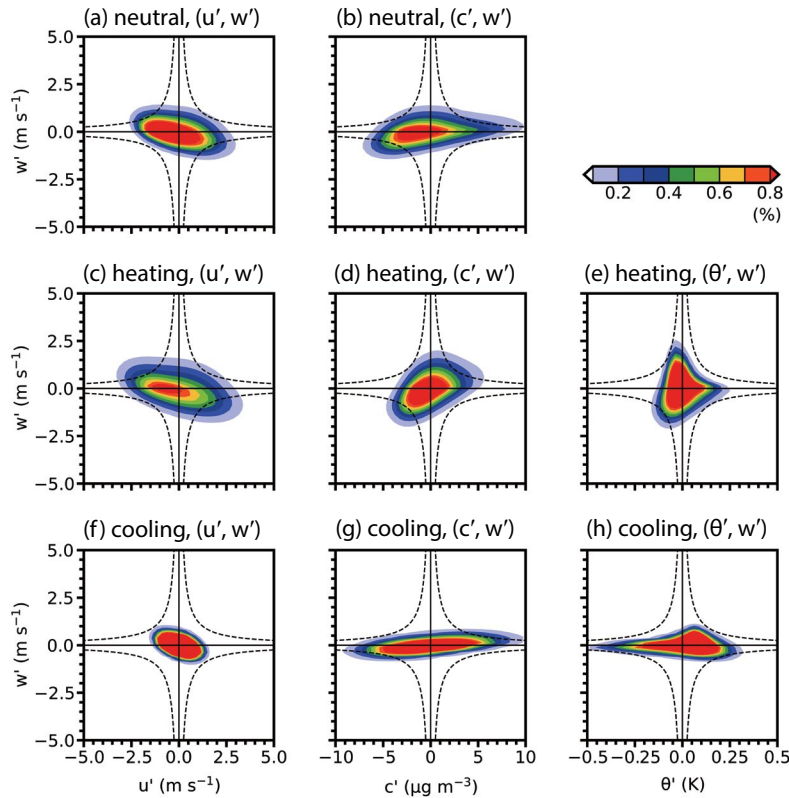 (a) neutral, (u′, w′)
(b) neutral, (c′, w′)
5.0
2.5
0.0
−2.5
−5.0
w' (m s⁻¹)
0.2 0.4 0.6 0.8
(%)
(c) heating, (u′, w′)
(d) heating, (c′, w′)
(e) heating, (θ′, w′)
5.0
2.5
0.0
−2.5
−5.0
w' (m s⁻¹)
(f) cooling, (u′, w′)
(g) cooling, (c′, w′)
(h) cooling, (θ′, w′)
5.0
2.5
0.0
−2.5
−5.0
w' (m s⁻¹)
−5.0 −2.5 0.0 2.5 5.0
−10 −5 0 5 10
−0.5 −0.25 0.0 0.25 0.5
u' (m s⁻¹)
c' (μg m⁻³)
θ' (K)